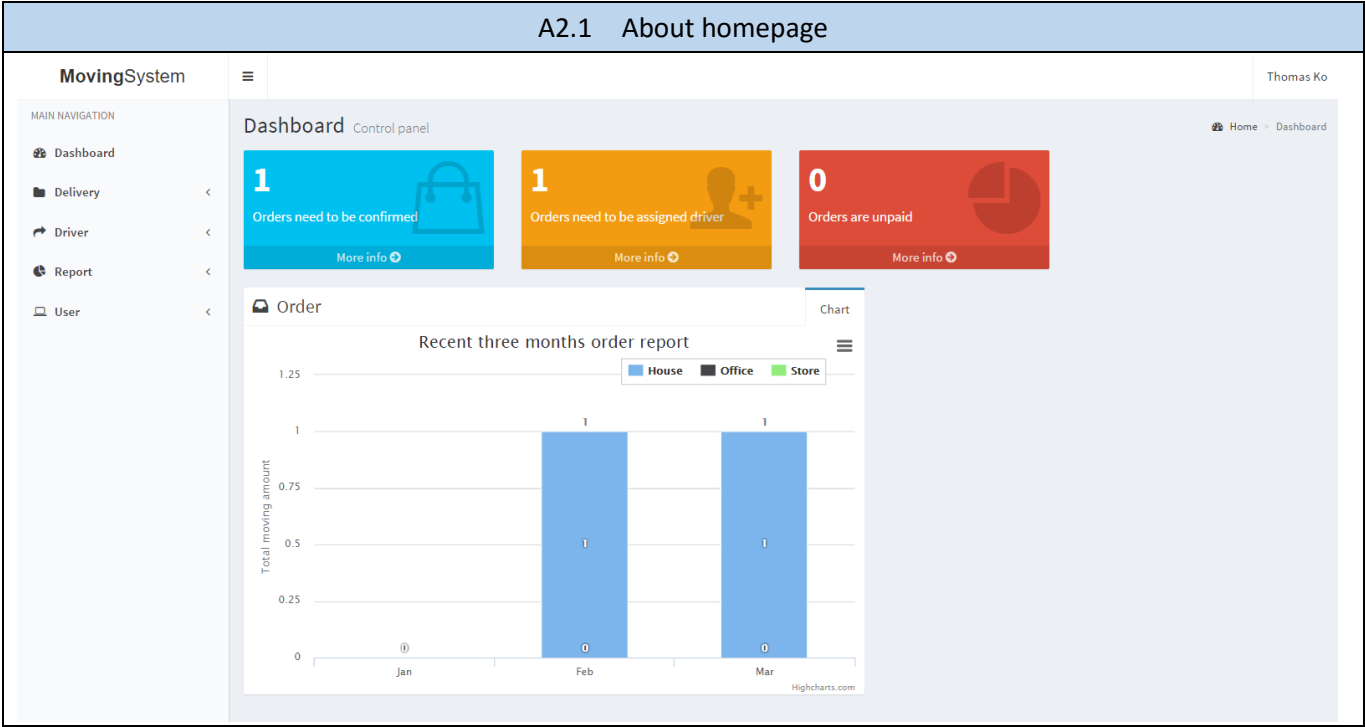 A2.1 About homepage
MovingSystem
Thomas Ko
MAIN NAVIGATION
Dashboard
Delivery
Driver
Report
User
Dashboard Control panel
Home > Dashboard
1
Orders need to be confirmed
More info
1
Orders need to be assigned driver
More info
0
Orders are unpaid
More info
Order
Chart
Recent three months order report
House Office Store
Total moving amount
1.25
1
0.75
0.5
0.25
0
1 1
1 1
0 0 0
Jan Feb Mar
Highcharts.com